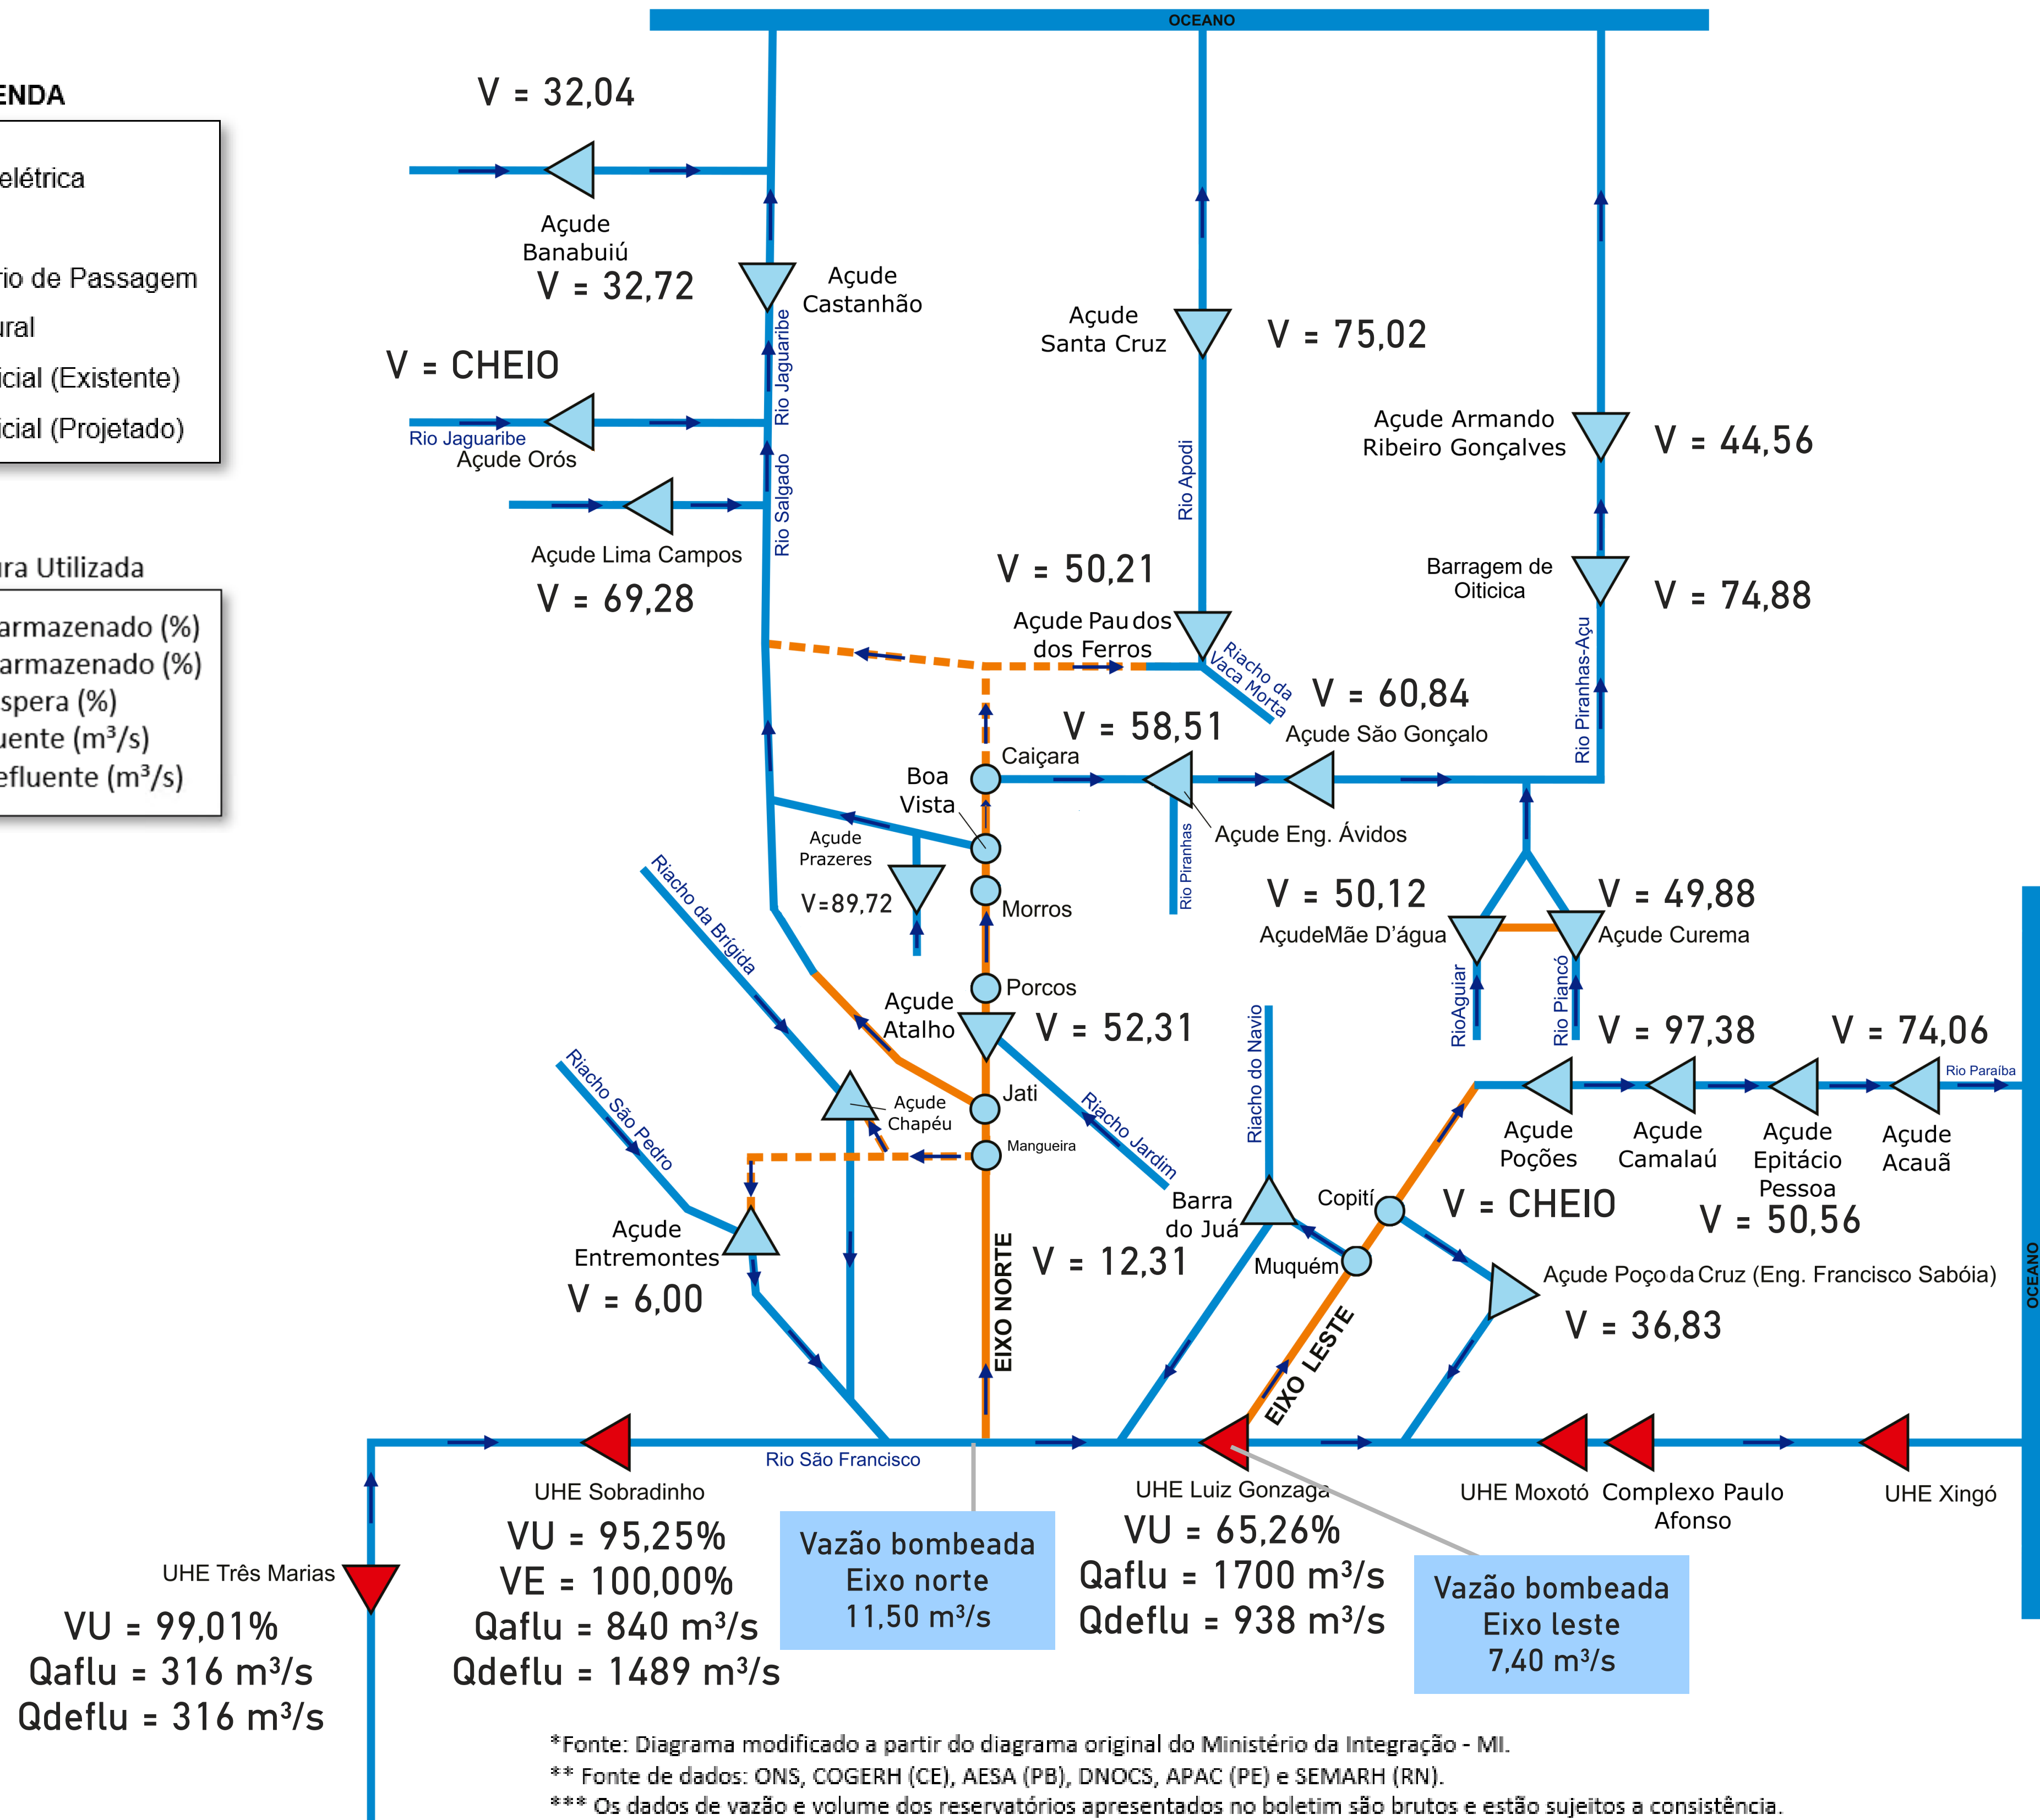 OCEANO
ENDA
elétrica
rio de Passagem
ural
icial (Existente)
icial (Projetado)
ura Utilizada
armazenado (%)
armazenado (%)
spera (%)
uente (m³/s)
efluente (m³/s)
V = 32,04
Açude
Banabuiú
V = 32,72
Açude
Castanhão
Rio Jaguaribe
V = CHEIO
Rio Jaguaribe
Açude Orós
Rio Salgado
Açude Lima Campos
V = 69,28
Açude
Santa Cruz
V = 75,02
Rio Apodi
V = 50,21
Açude Pau dos
dos Ferros
Riacho da
Vaca Morta
Açude Armando
Ribeiro Gonçalves
V = 44,56
Barragem de
Oiticica
V = 74,88
Rio Piranhas-Açu
V = 60,84
Açude São Gonçalo
V = 58,51
Caiçara
Boa
Vista
Açude Eng. Ávidos
Rio Piranhas
Açude
Prazeres
V=89,72
Morros
Porcos
Açude
Atalho
V = 52,31
Riacho da Brígida
Riacho São Pedro
Açude
Chapéu
Jati
Mangueira
Riacho Jardim
V = 50,12
AçudeMãe D'água
V = 49,88
Açude Curema
RioAguiar
Rio Piancó
V = 97,38
V = 74,06
Rio Paraíba
Açude
Poções
Açude
Camalaú
Açude
Epitácio
Pessoa
Açude
Acauã
V = CHEIO
V = 50,56
Riacho do Navio
Barra
do Juá
V = 12,31
Copití
Muquém
Açude Poço da Cruz (Eng. Francisco Sabóia)
V = 36,83
Açude
Entremontes
V = 6,00
EIXO NORTE
EIXO LESTE
OCEANO
Rio São Francisco
UHE Sobradinho
VU = 95,25%
VE = 100,00%
Qaflu = 840 m³/s
Qdeflu = 1489 m³/s
Vazão bombeada
Eixo norte
11,50 m³/s
UHE Luiz Gonzaga
VU = 65,26%
Qaflu = 1700 m³/s
Qdeflu = 938 m³/s
Vazão bombeada
Eixo leste
7,40 m³/s
UHE Moxotó
Complexo Paulo
Afonso
UHE Xingó
UHE Três Marias
VU = 99,01%
Qaflu = 316 m³/s
Qdeflu = 316 m³/s
*Fonte: Diagrama modificado a partir do diagrama original do Ministério da Integração - MI.
** Fonte de dados: ONS, COGERH (CE), AESA (PB), DNOCS, APAC (PE) e SEMARH (RN).
*** Os dados de vazão e volume dos reservatórios apresentados no boletim são brutos e estão sujeitos a consistência.